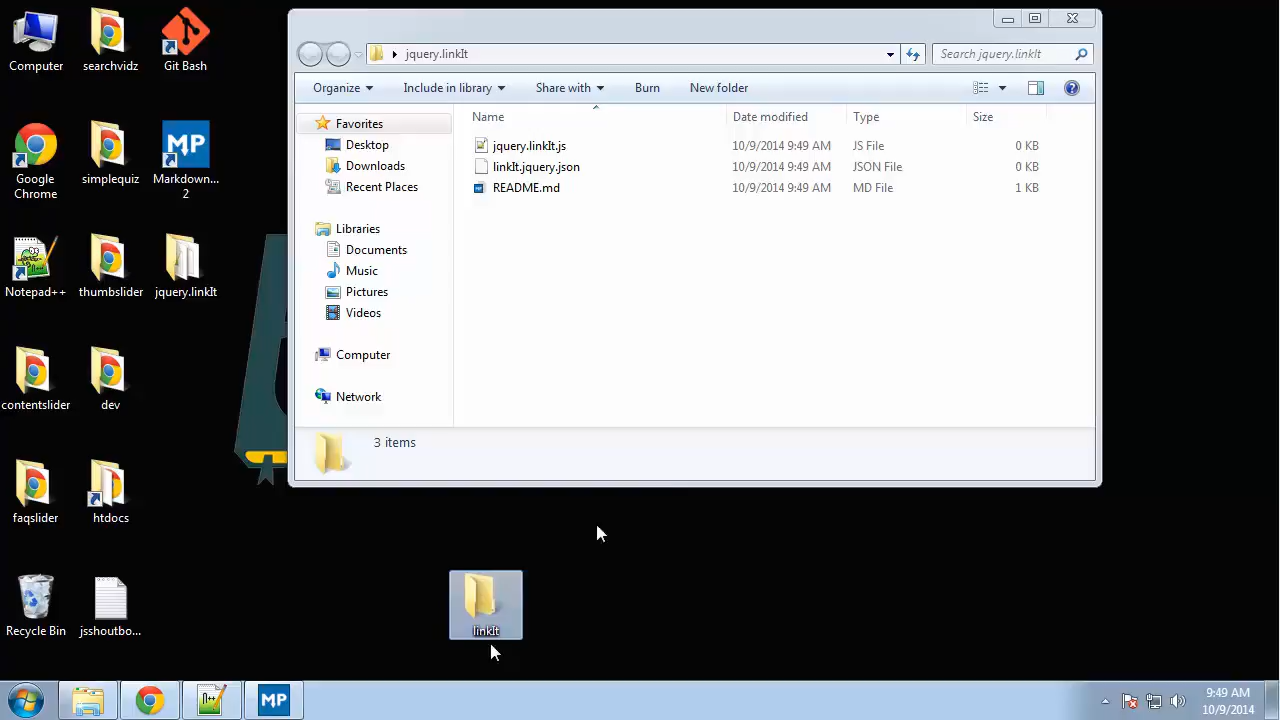 Computer
searchvidz
Git Bash
Google
Chrome
simplequiz
MP
Markdown...
2
Notepad++
thumbslider
jquery.linkIt
contentslider
dev
faqslider
htdocs
Recycle Bin
jsshoutbo...
jquery.linkIt
Search jquery.linkIt
Organize
Include in library
Share with
Burn
New folder
Favorites
Desktop
Downloads
Recent Places
Libraries
Documents
Music
Pictures
Videos
Computer
Network
Name
Date modified
Type
Size
jquery.linkIt.js
10/9/2014 9:49 AM
JS File
0 KB
linkIt.jquery.json
10/9/2014 9:49 AM
JSON File
0 KB
README.md
10/9/2014 9:49 AM
MD File
1 KB
3 items
linkIt
MP
9:49 AM
10/9/2014